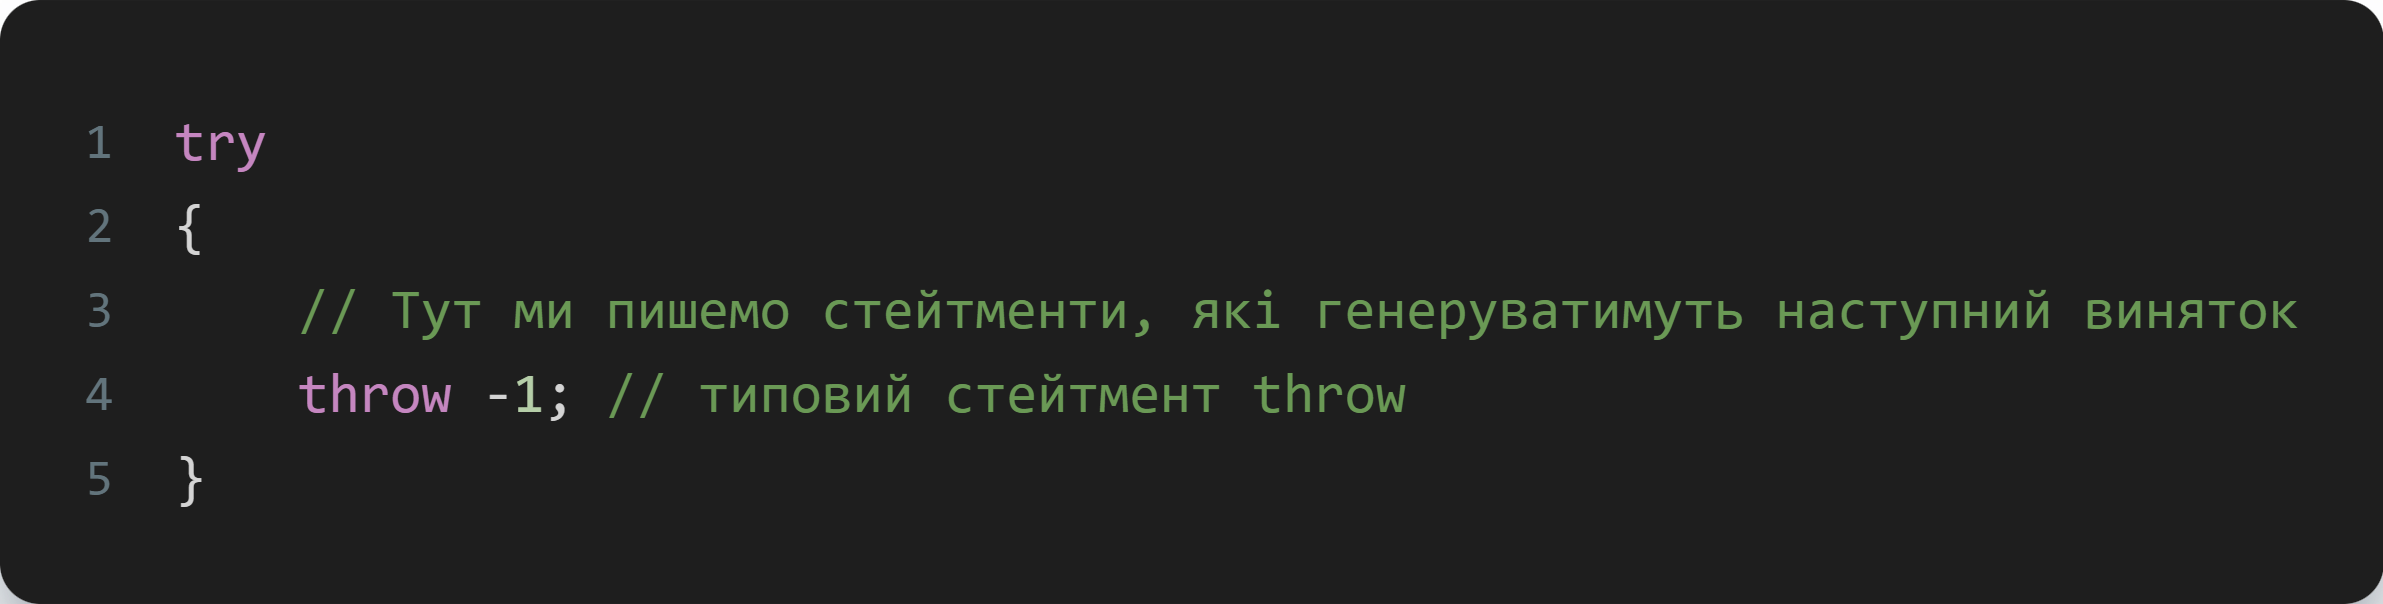 1 try
2 {
3 // Тут ми пишемо стейтменти, які генеруватимуть наступний виняток
4 throw -1; // типовий стейтмент throw
5 }